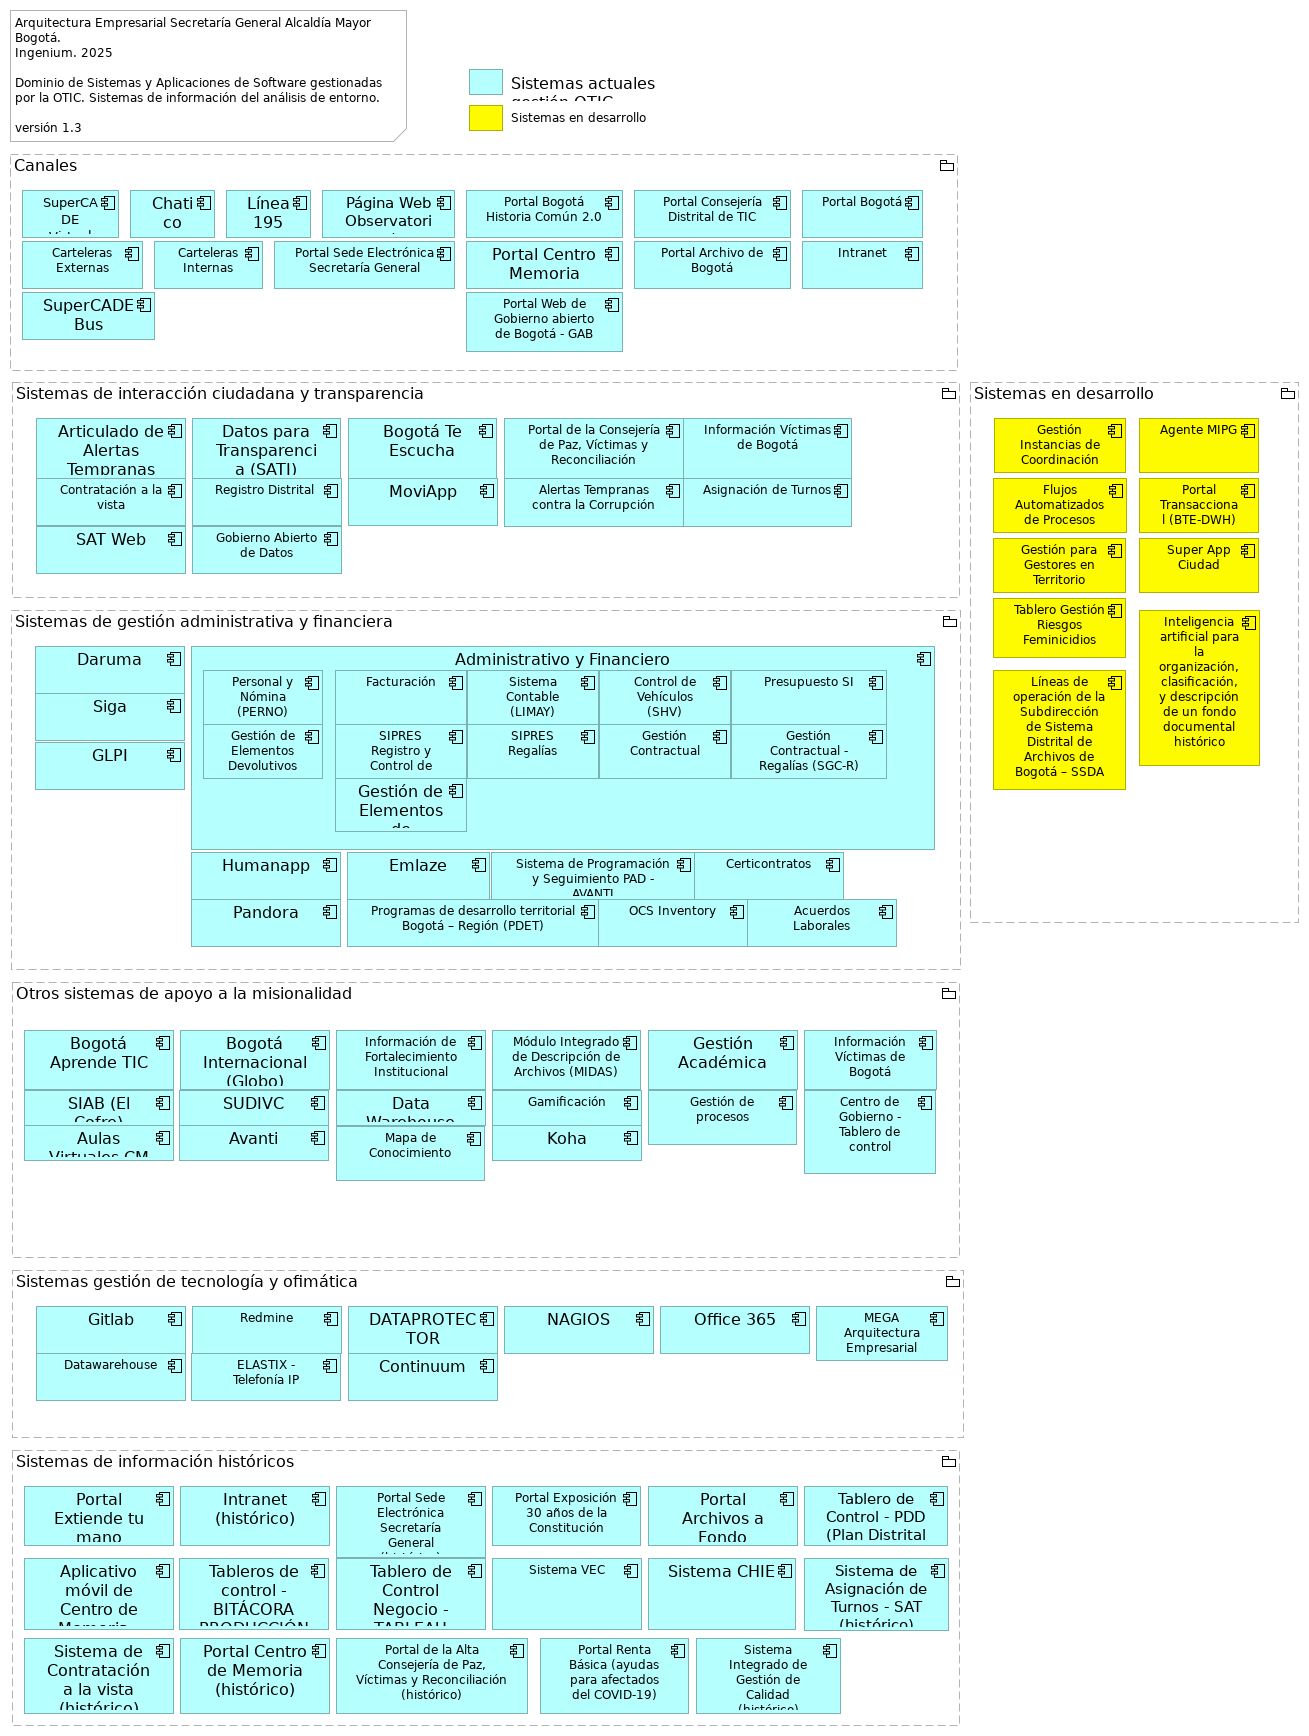 Arquitectura Empresarial Secretaría General Alcaldía Mayor
Bogotá.
Ingenium. 2025
Dominio de Sistemas y Aplicaciones de Software gestionadas
por la OTIC. Sistemas de información del análisis de entorno.
versión 1.3
Sistemas actuales
gestión OTIC
Sistemas en desarrollo
Canales
SuperCA
DE
Virtual
Chati
co
Línea
195
Página Web
Observatori
Portal Bogotá
Historia Común 2.0
Portal Consejería
Distrital de TIC
Portal Bogotá
Carteleras
Externas
Carteleras
Internas
Portal Sede Electrónica
Secretaría General
Portal Centro
Memoria
Portal Archivo de
Bogotá
Intranet
SuperCADE
Bus
Portal Web de
Gobierno abierto
de Bogotá - GAB
Sistemas de interacción ciudadana y transparencia
Articulado de
Alertas
Tempranas
Datos para
Transparenci
a (SATI)
Bogotá Te
Escucha
Portal de la Consejería
de Paz, Víctimas y
Reconciliación
Información Víctimas
de Bogotá
Contratación a la
vista
Registro Distrital
MoviApp
Alertas Tempranas
contra la Corrupción
Asignación de Turnos
SAT Web
Gobierno Abierto
de Datos
Sistemas en desarrollo
Gestión
Instancias de
Coordinación
Agente MIPG
Flujos
Automatizados
de Procesos
Portal
Transacciona
l (BTE-DWH)
Gestión para
Gestores en
Territorio
Super App
Ciudad
Tablero Gestión
Riesgos
Feminicidios
Inteligencia
artificial para
la
organización,
clasificación,
y descripción
de un fondo
documental
histórico
Líneas de
operación de la
Subdirección
de Sistema
Distrital de
Archivos de
Bogotá – SSDA
Sistemas de gestión administrativa y financiera
Daruma
Siga
GLPI
Administrativo y Financiero
Personal y
Nómina
(PERNO)
Facturación
Sistema
Contable
(LIMAY)
Control de
Vehículos
(SHV)
Presupuesto SI
Gestión de
Elementos
Devolutivos
SIPRES
Registro y
Control de
SIPRES
Regalías
Gestión
Contractual
Gestión
Contractual -
Regalías (SGC-R)
Gestión de
Elementos
de
Humanapp
Emlaze
Sistema de Programación
y Seguimiento PAD -
AVANTI
Certicontratos
Pandora
Programas de desarrollo territorial
Bogotá – Región (PDET)
OCS Inventory
Acuerdos
Laborales
Otros sistemas de apoyo a la misionalidad
Bogotá
Aprende TIC
Bogotá
Internacional
(Globo)
Información de
Fortalecimiento
Institucional
Módulo Integrado
de Descripción de
Archivos (MIDAS)
Gestión
Académica
Información
Víctimas de
Bogotá
SIAB (El
Cofre)
SUDIVC
Data
Warehouse
Gamificación
Gestión de
procesos
Centro de
Gobierno -
Tablero de
control
Aulas
Virtuales CM
Avanti
Mapa de
Conocimiento
Koha
Sistemas gestión de tecnología y ofimática
Gitlab
Redmine
DATAPROTEC
TOR
NAGIOS
Office 365
MEGA
Arquitectura
Empresarial
Datawarehouse
ELASTIX -
Telefonía IP
Continuum
Sistemas de información históricos
Portal
Extiende tu
mano
Intranet
(histórico)
Portal Sede
Electrónica
Secretaría
General
(histórico)
Portal Exposición
30 años de la
Constitución
Portal
Archivos a
Fondo
Tablero de
Control - PDD
(Plan Distrital
Aplicativo
móvil de
Centro de
Memoria
Tableros de
control -
BITÁCORA
PRODUCCIÓN
Tablero de
Control
Negocio -
TABLEAU
Sistema VEC
Sistema CHIE
Sistema de
Asignación de
Turnos - SAT
(histórico)
Sistema de
Contratación
a la vista
(histórico)
Portal Centro
de Memoria
(histórico)
Portal de la Alta
Consejería de Paz,
Víctimas y Reconciliación
(histórico)
Portal Renta
Básica (ayudas
para afectados
del COVID-19)
Sistema
Integrado de
Gestión de
Calidad
(histórico)